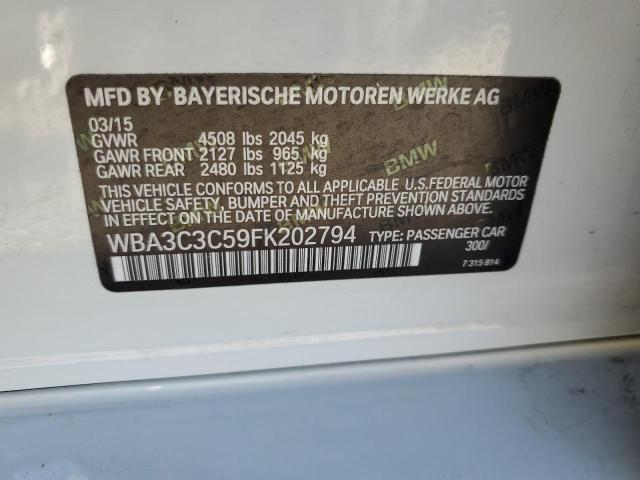 MFD BY BAYERISCHE MOTOREN WERKE AG
03/15
GVWR 4508 lbs 2045 kg
GAWR FRONT 2127 lbs 965 kg
GAWR REAR 2480 lbs 1125 kg
THIS VEHICLE CONFORMS TO ALL APPLICABLE U.S. FEDERAL MOTOR
VEHICLE SAFETY, BUMPER AND THEFT PREVENTION STANDARDS
IN EFFECT ON THE DATE OF MANUFACTURE SHOWN ABOVE.
WBA3C3C59FK202794 TYPE: PASSENGER CAR
300/
7 315 814
BMW